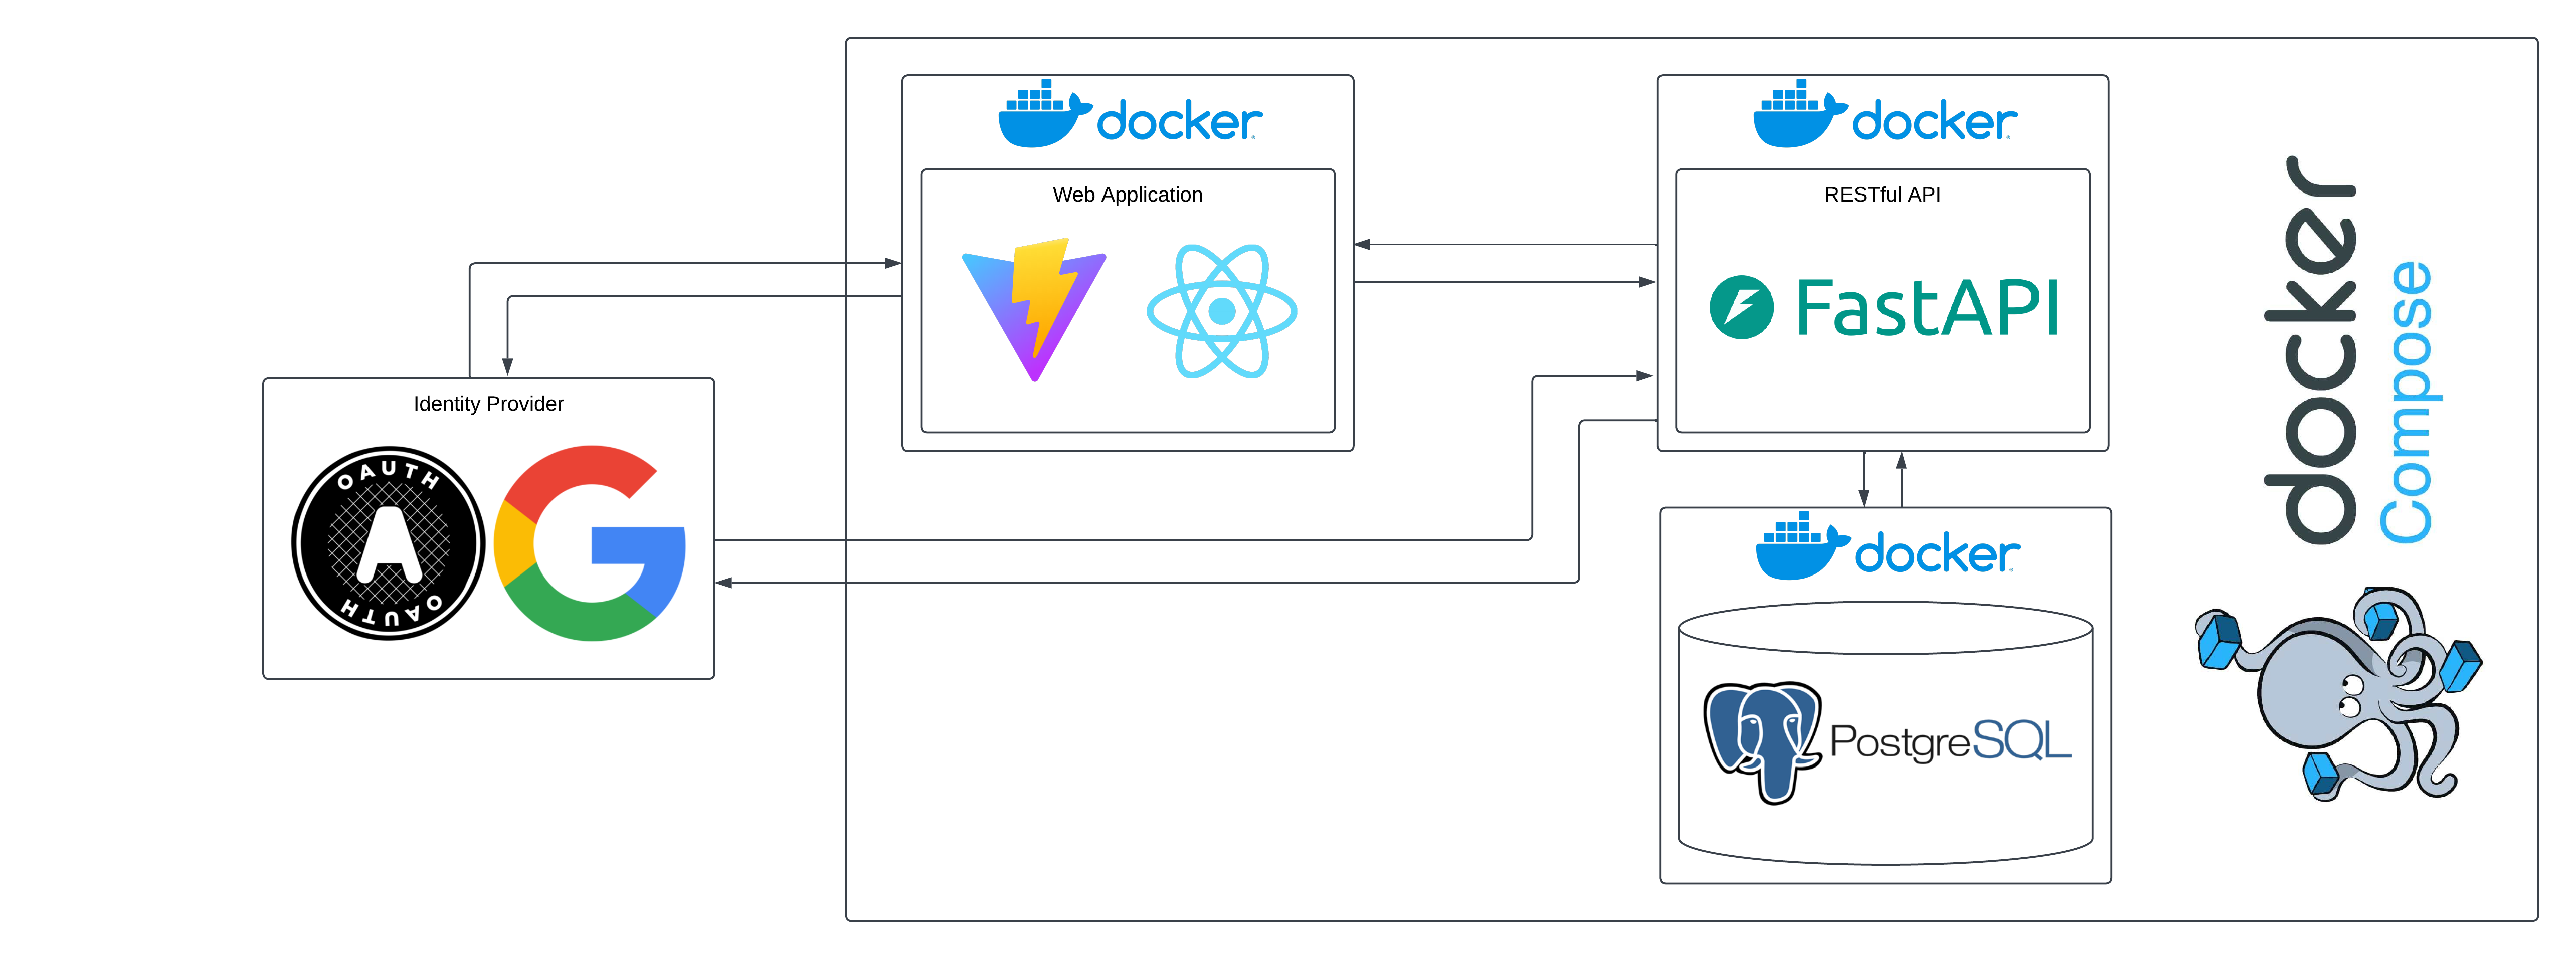 docker
Web Application
docker
RESTful API
FastAPI
Identity Provider
OAUTH
OAUTH
docker
PostgreSQL
docker
Compose